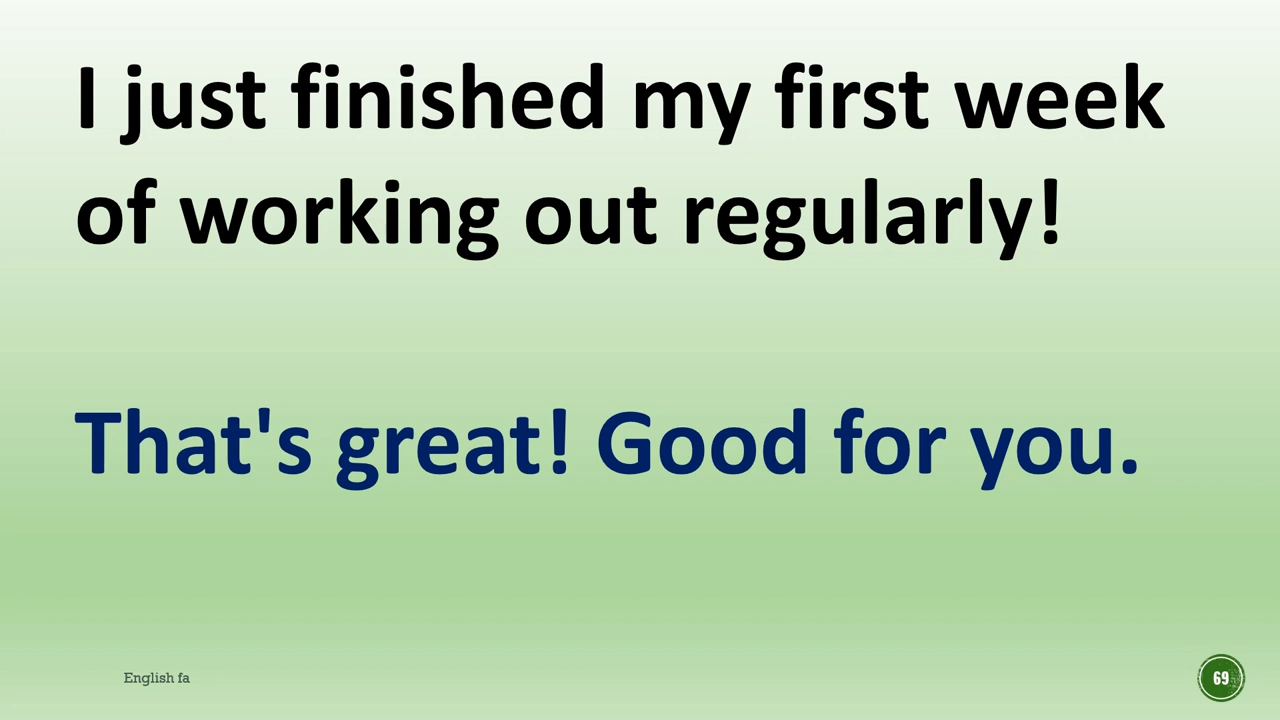 I just finished my first week
of working out regularly!
That's great! Good for you.
English fa
69